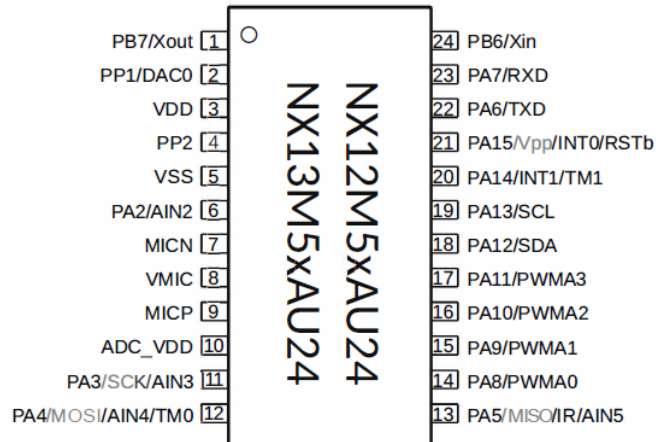 PB7/Xout 1
PP1/DAC0 2
VDD 3
PP2 4
VSS 5
PA2/AIN2 6
MICN 7
VMIC 8
MICP 9
ADC_VDD 10
PA3/SCK/AIN3 11
PA4/MOSI/AIN4/TM0 12
NX13M5xAU24
NX12M5xAU24
24 PB6/Xin
23 PA7/RXD
22 PA6/TXD
21 PA15/Vpp/INT0/RSTb
20 PA14/INT1/TM1
19 PA13/SCL
18 PA12/SDA
17 PA11/PWMA3
16 PA10/PWMA2
15 PA9/PWMA1
14 PA8/PWMA0
13 PA5/MISO/IR/AIN5